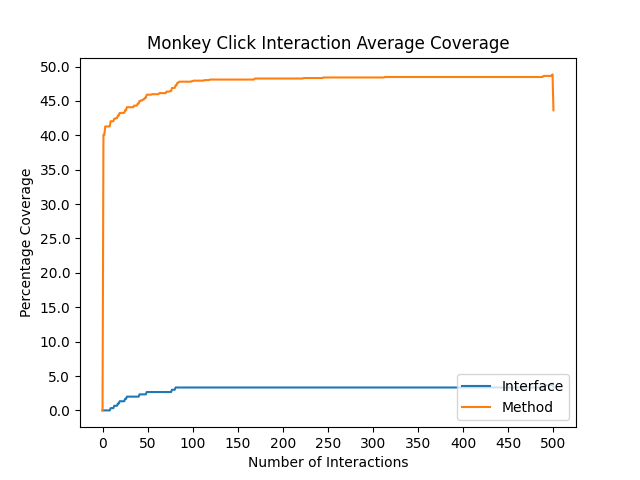 Monkey Click Interaction Average Coverage
50.0
45.0
40.0
35.0
30.0
25.0
20.0
15.0
10.0
5.0
0.0
Percentage Coverage
0 50 100 150 200 250 300 350 400 450 500
Number of Interactions
Interface
Method